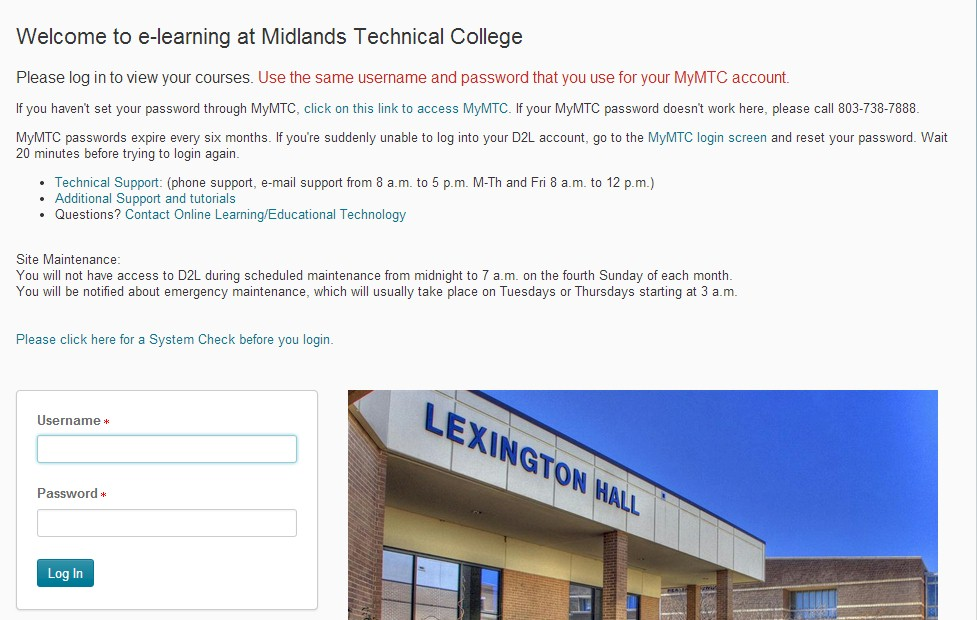 Welcome to e-learning at Midlands Technical College
Please log in to view your courses. Use the same username and password that you use for your MyMTC account.
If you haven't set your password through MyMTC, click on this link to access MyMTC. If your MyMTC password doesn't work here, please call 803-738-7888.
MyMTC passwords expire every six months. If you're suddenly unable to log into your D2L account, go to the MyMTC login screen and reset your password. Wait
20 minutes before trying to login again.
• Technical Support: (phone support, e-mail support from 8 a.m. to 5 p.m. M-Th and Fri 8 a.m. to 12 p.m.)
• Additional Support and tutorials
• Questions? Contact Online Learning/Educational Technology
Site Maintenance:
You will not have access to D2L during scheduled maintenance from midnight to 7 a.m. on the fourth Sunday of each month.
You will be notified about emergency maintenance, which will usually take place on Tuesdays or Thursdays starting at 3 a.m.
Please click here for a System Check before you login.
Username *
Password *
Log In
LEXINGTON HALL